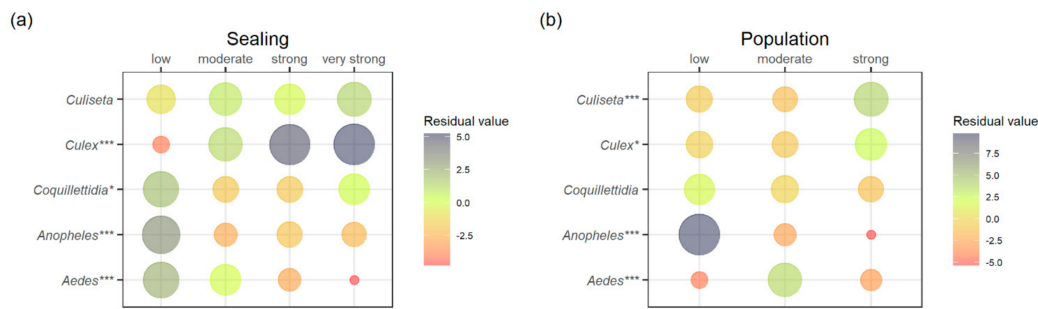 (a)
Sealing
low moderate strong very strong
Culiseta
Culex***
Coquillettidia*
Anopheles***
Aedes***
Residual value
5.0
2.5
0.0
-2.5
(b)
Population
low moderate strong
Culiseta***
Culex*
Coquillettidia
Anopheles***
Aedes***
Residual value
7.5
5.0
2.5
0.0
-2.5
-5.0